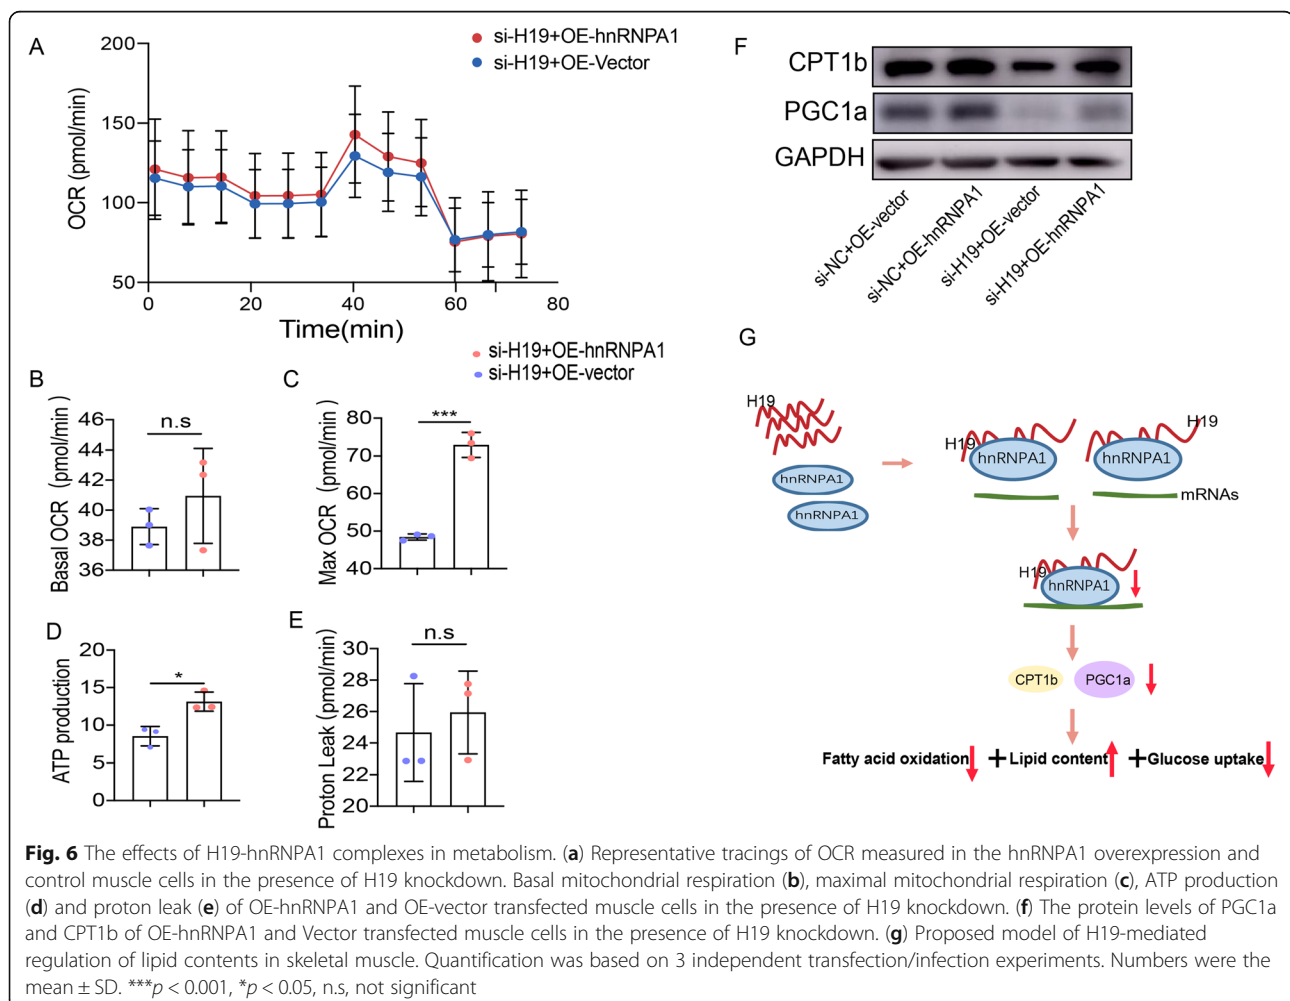 A
200
150
100
50
OCR (pmol/min)
0
20
40
60
80
Time(min)
si-H19+OE-hnRNPA1
si-H19+OE-Vector
si-H19+OE-hnRNPA1
si-H19+OE-vector
B
Basal OCR (pmol/min)
46
44
42
40
38
36
n.s
C
Max OCR (pmol/min)
80
70
60
50
40
***
D
ATP production
20
15
10
5
0
*
E
Proton Leak (pmol/min)
30
28
26
24
22
20
n.s
F
CPT1b
PGC1a
GAPDH
si-NC+OE-vector
si-NC+OE-hnRNPA1
si-H19+OE-vector
si-H19+OE-hnRNPA1
G
H19
hnRNPA1
hnRNPA1
H19
hnRNPA1
H19
hnRNPA1
mRNAs
H19
hnRNPA1
CPT1b
PGC1a
Fatty acid oxidation + Lipid content + Glucose uptake
Fig. 6 The effects of H19-hnRNPA1 complexes in metabolism. (a) Representative tracings of OCR measured in the hnRNPA1 overexpression and
control muscle cells in the presence of H19 knockdown. Basal mitochondrial respiration (b), maximal mitochondrial respiration (c), ATP production
(d) and proton leak (e) of OE-hnRNPA1 and OE-vector transfected muscle cells in the presence of H19 knockdown. (f) The protein levels of PGC1a
and CPT1b of OE-hnRNPA1 and Vector transfected muscle cells in the presence of H19 knockdown. (g) Proposed model of H19-mediated
regulation of lipid contents in skeletal muscle. Quantification was based on 3 independent transfection/infection experiments. Numbers were the
mean ± SD. ***p < 0.001, *p < 0.05, n.s, not significant